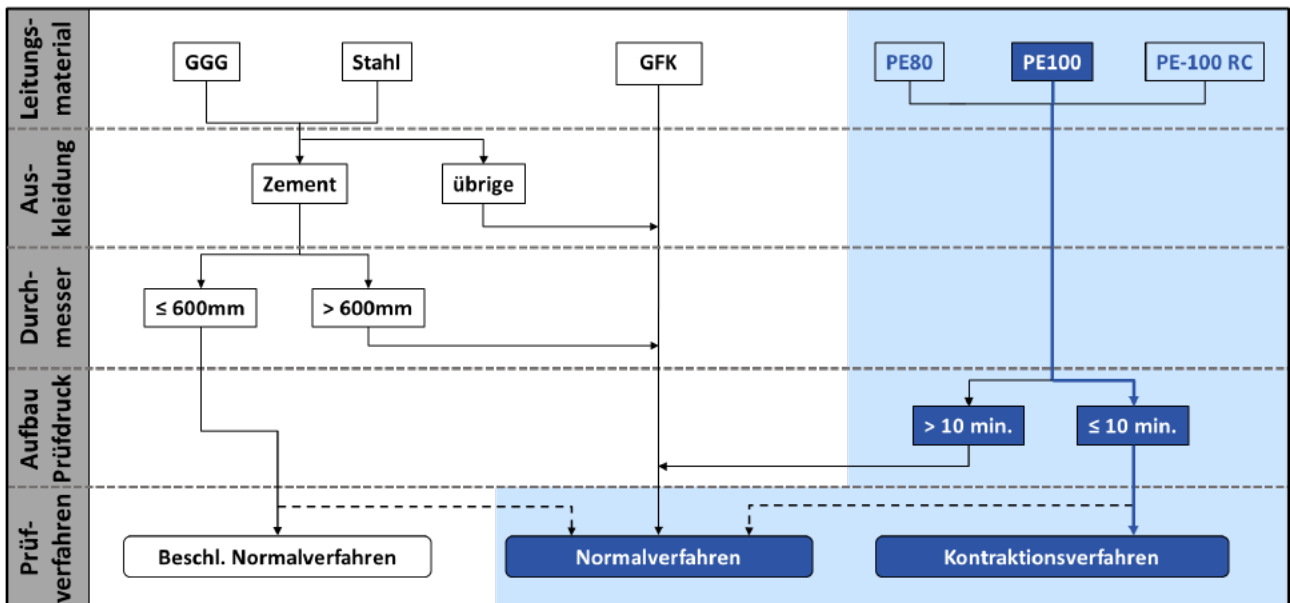 Leitungs-
material
GGG
Stahl
GFK
PE80
PE100
PE-100 RC
Aus-
kleidung
Zement
übrige
Durch-
messer
≤ 600mm
> 600mm
Aufbau
Prüfdruck
> 10 min.
≤ 10 min.
Prüf-
verfahren
Beschl. Normalverfahren
Normalverfahren
Kontraktionsverfahren